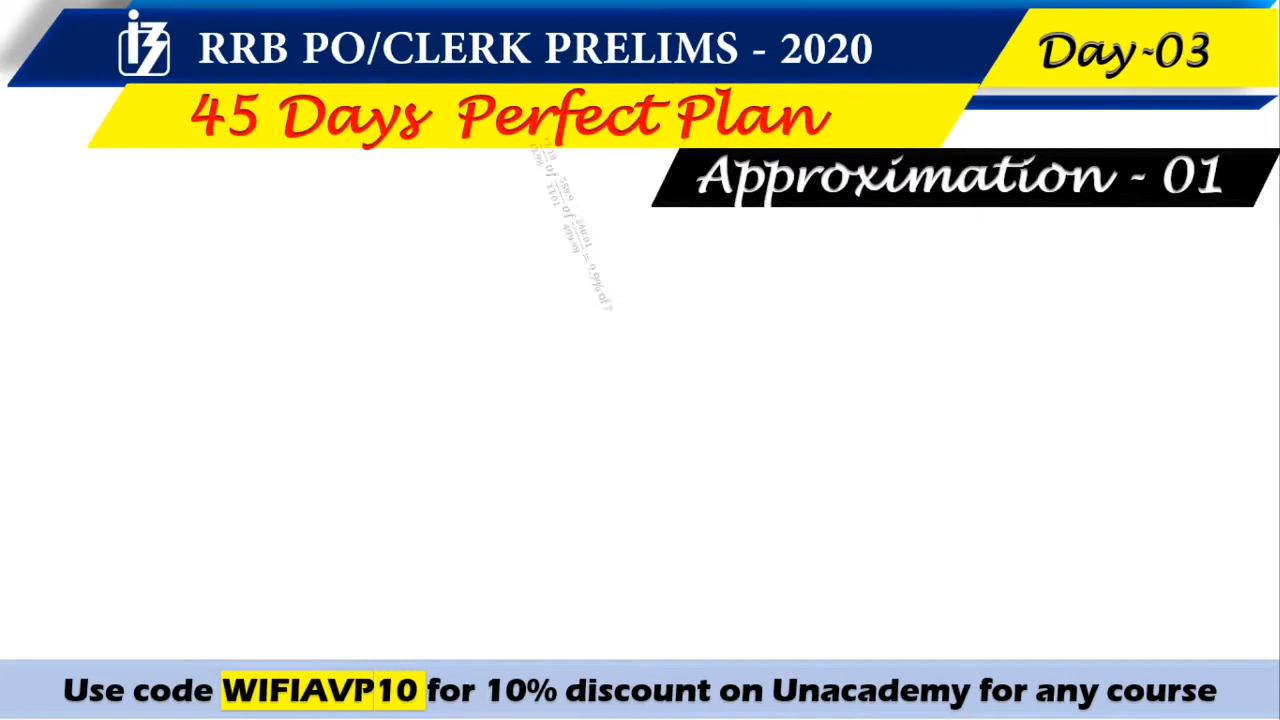 RRB PO/CLERK PRELIMS - 2020
Day-03
45 Days Perfect Plan
Approximation - 01
Use code WIFIAVP10 for 10% discount on Unacademy for any course